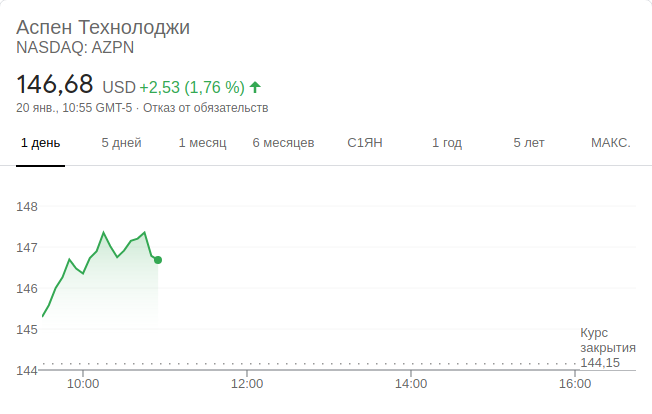 Аспен Технолоджи
NASDAQ: AZPN
146,68 USD +2,53 (1,76 %)
20 янв., 10:55 GMT-5 · Отказ от обязательств
1 день 5 дней 1 месяц 6 месяцев С1ЯН 1 год 5 лет МАКС.
148
147
146
145
Курс
закрытия
144,15
144
10:00 12:00 14:00 16:00